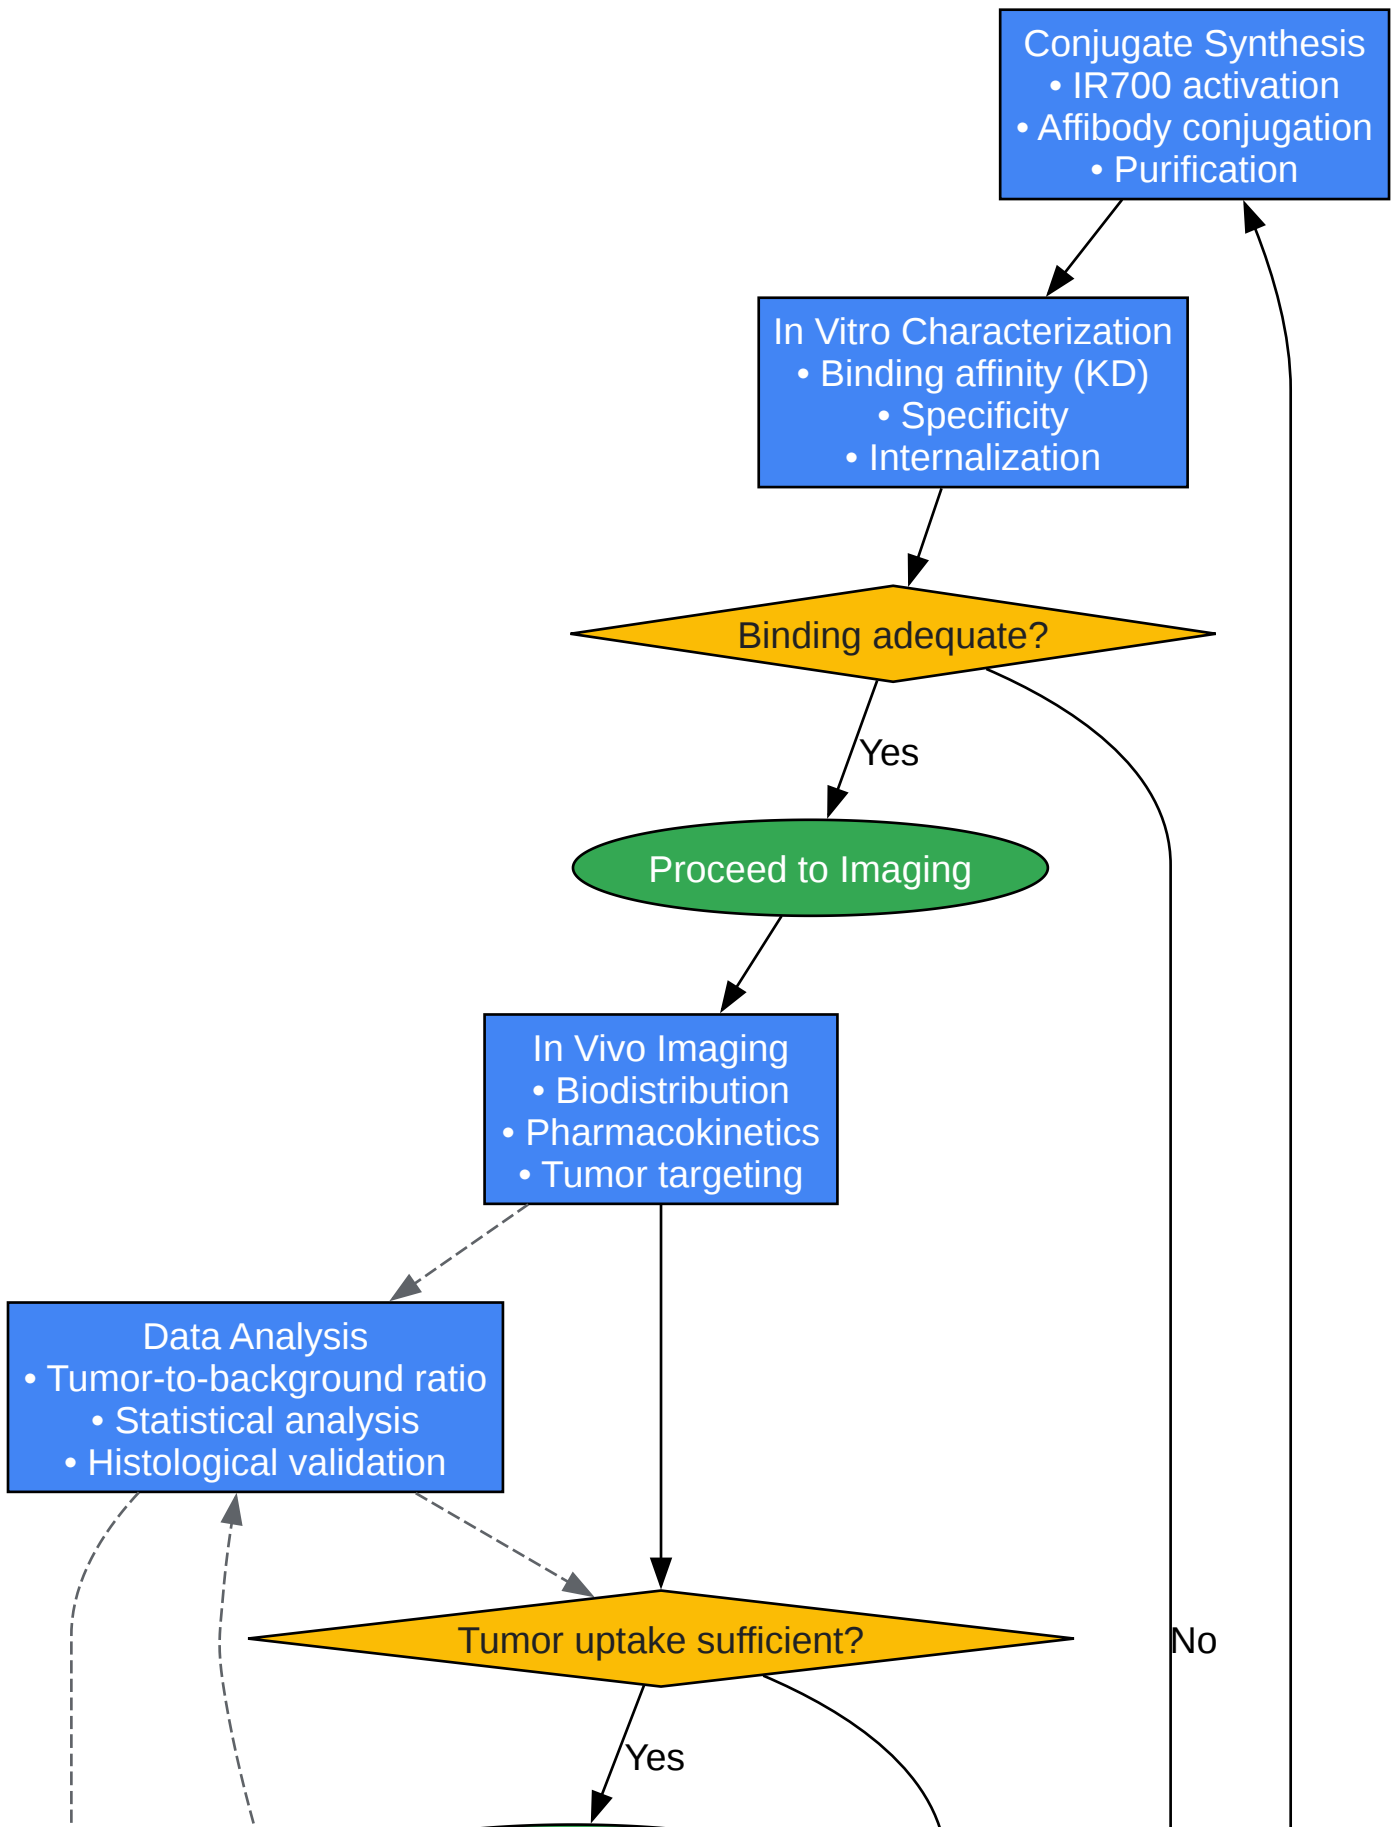 Conjugate Synthesis
• IR700 activation
• Affibody conjugation
• Purification
In Vitro Characterization
• Binding affinity (KD)
• Specificity
• Internalization
Binding adequate?
Yes
Proceed to Imaging
In Vivo Imaging
• Biodistribution
• Pharmacokinetics
• Tumor targeting
Data Analysis
• Tumor-to-background ratio
• Statistical analysis
• Histological validation
Tumor uptake sufficient?
No
Yes